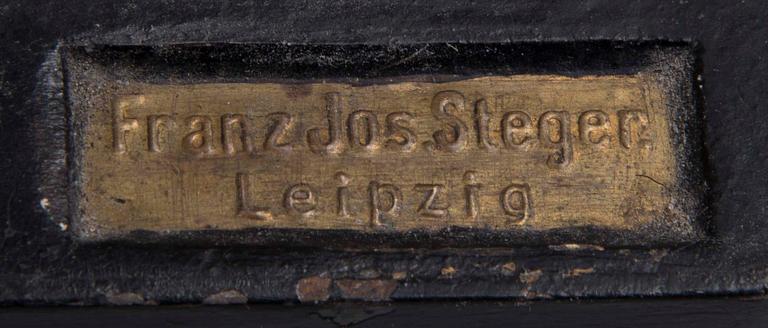 Franz Jos. Steger.
Leipzig